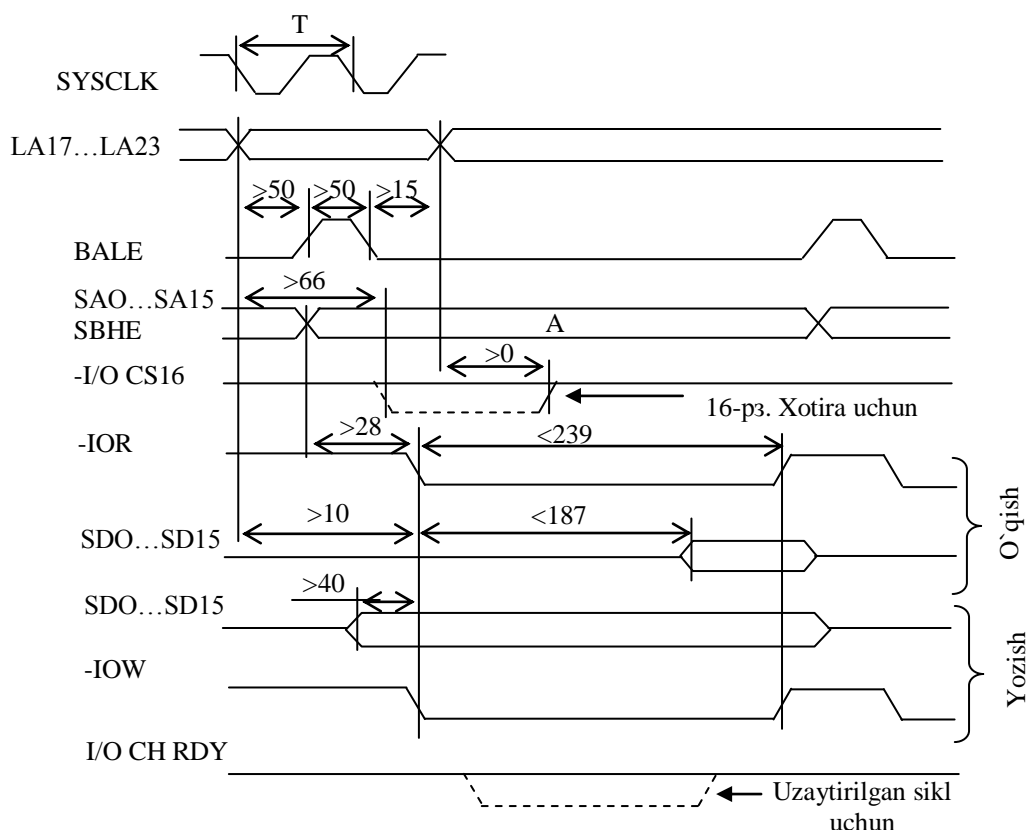 T
SYSCLK
LA17…LA23
>50 >50 >15
BALE
>66
SAO…SA15
SBHE
A
>0
-I/O CS16
16-рз. Xotira uchun
-IOR
>28
<239
>10
<187
SDO…SD15
O`qish
>40
SDO…SD15
-IOW
Yozish
I/O CH RDY
Uzaytirilgan sikl
uchun